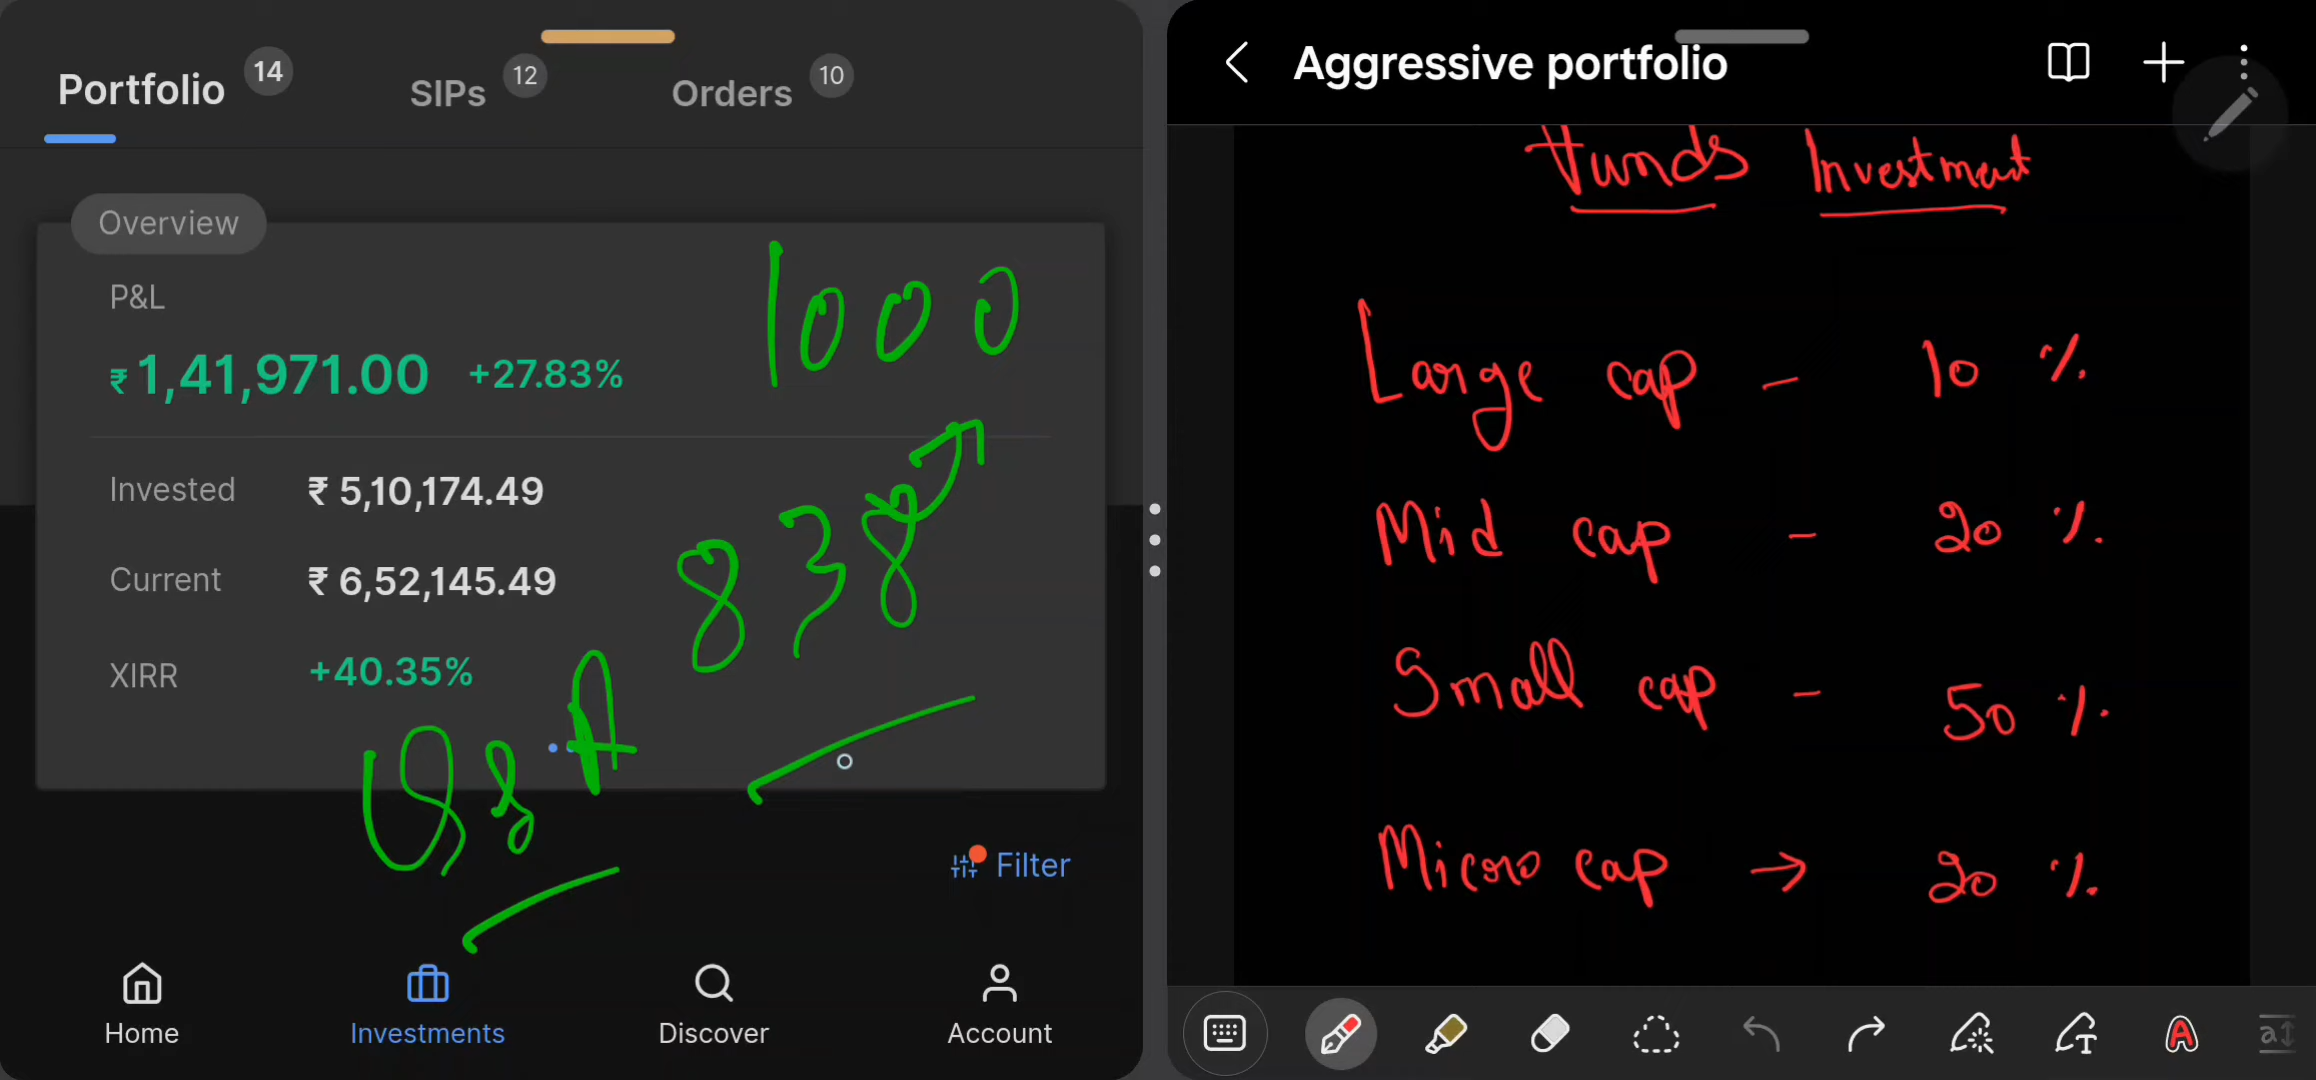 Portfolio 14 SIPs 12 Orders 10
Overview
P&L
₹ 1,41,971.00 +27.83%
Invested ₹ 5,10,174.49
Current ₹ 6,52,145.49
XIRR +40.35%
1000
838
Filter
Home Investments Discover Account
Aggressive portfolio
Funds Investment
Large cap - 10 %
Mid cap - 20 %
Small cap - 50 %
Micro cap → 20 %